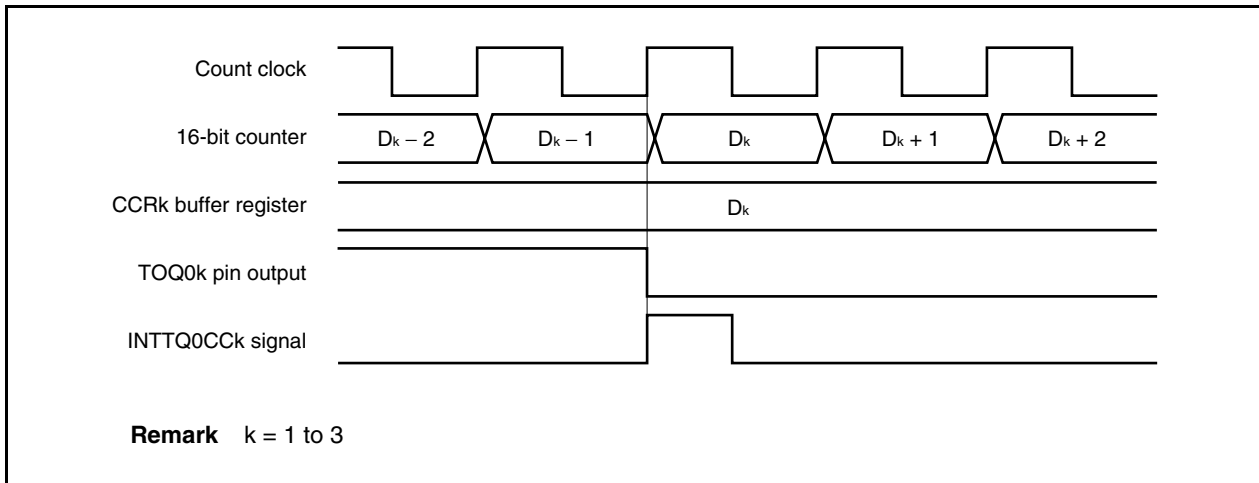 Count clock
16-bit counter Dk – 2 Dk – 1 Dk Dk + 1 Dk + 2
CCRk buffer register Dk
TOQ0k pin output
INTTQ0CCk signal
Remark k = 1 to 3